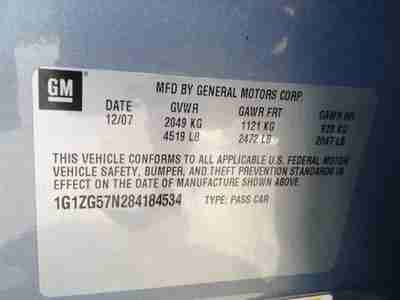 GM
MFD BY GENERAL MOTORS CORP.
DATE GVWR GAWR FRT GAWR RR
12/07 2049 KG 1121 KG 928 KG
4519 LB 2472 LB 2047 LB
THIS VEHICLE CONFORMS TO ALL APPLICABLE U.S. FEDERAL MOTOR
VEHICLE SAFETY, BUMPER, AND THEFT PREVENTION STANDARDS IN
EFFECT ON THE DATE OF MANUFACTURE SHOWN ABOVE.
1G1ZG57N284184534 TYPE: PASS CAR